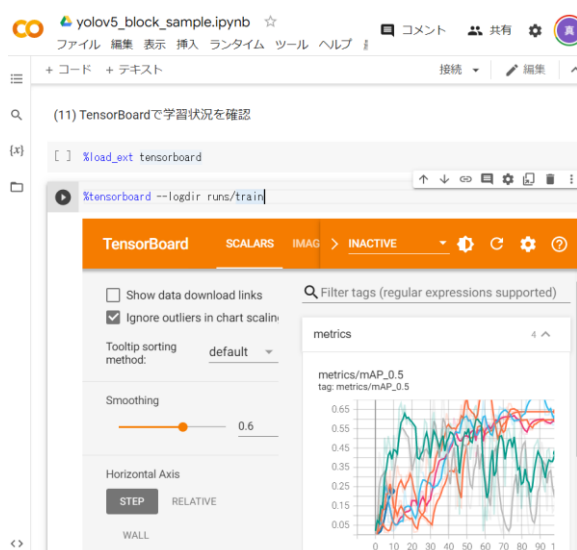 yolov5_block_sample.ipynb
ファイル 編集 表示 挿入 ランタイム ツール ヘルプ
コメント 共有 真
+ コード + テキスト 接続 編集
(11) TensorBoardで学習状況を確認
[ ] %load_ext tensorboard
{x}
%tensorboard --logdir runs/train
TensorBoard SCALARS IMAG INACTIVE
Show data download links
Ignore outliers in chart scaling
Tooltip sorting method: default
Smoothing
0.6
Horizontal Axis
STEP RELATIVE
WALL
Filter tags (regular expressions supported)
metrics 4
metrics/mAP_0.5
tag: metrics/mAP_0.5
0.65
0.55
0.45
0.35
0.25
0.15
0.05
0 10 20 30 40 50 60 70 80 90 1